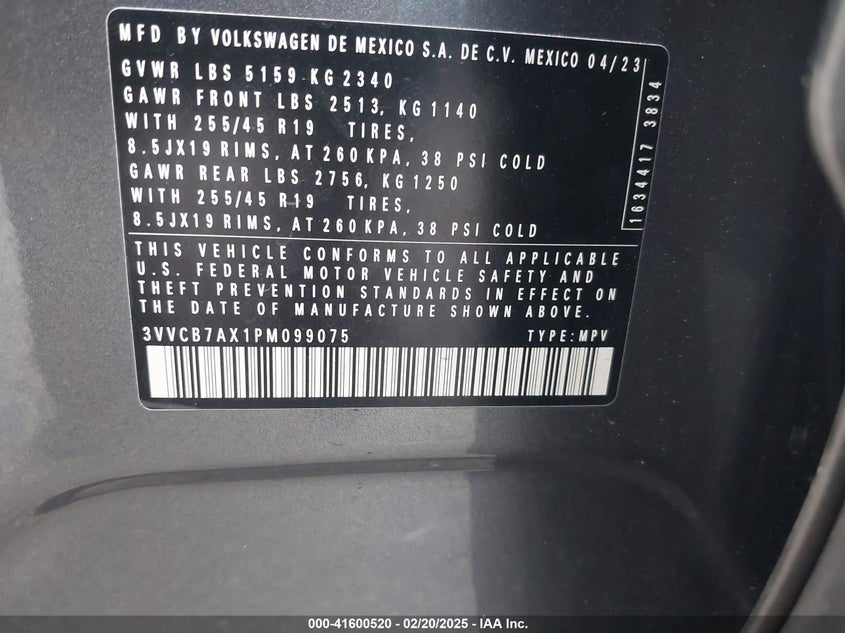 MFD BY VOLKSWAGEN DE MEXICO S.A. DE C.V. MEXICO 04/23
GVWR LBS 5159 KG 2340
GAWR FRONT LBS 2513, KG 1140
WITH 255/45 R19 TIRES,
8.5JX19 RIMS, AT 260 KPA, 38 PSI COLD
GAWR REAR LBS 2756, KG 1250
WITH 255/45 R19 TIRES,
8.5JX19 RIMS, AT 260 KPA, 38 PSI COLD
1634417 3834
THIS VEHICLE CONFORMS TO ALL APPLICABLE
U.S. FEDERAL MOTOR VEHICLE SAFETY AND
THEFT PREVENTION STANDARDS IN EFFECT ON
THE DATE OF MANUFACTURE SHOWN ABOVE.
3VVCB7AX1PM099075 TYPE: MPV
000-41600520 - 02/20/2025 - IAA Inc.